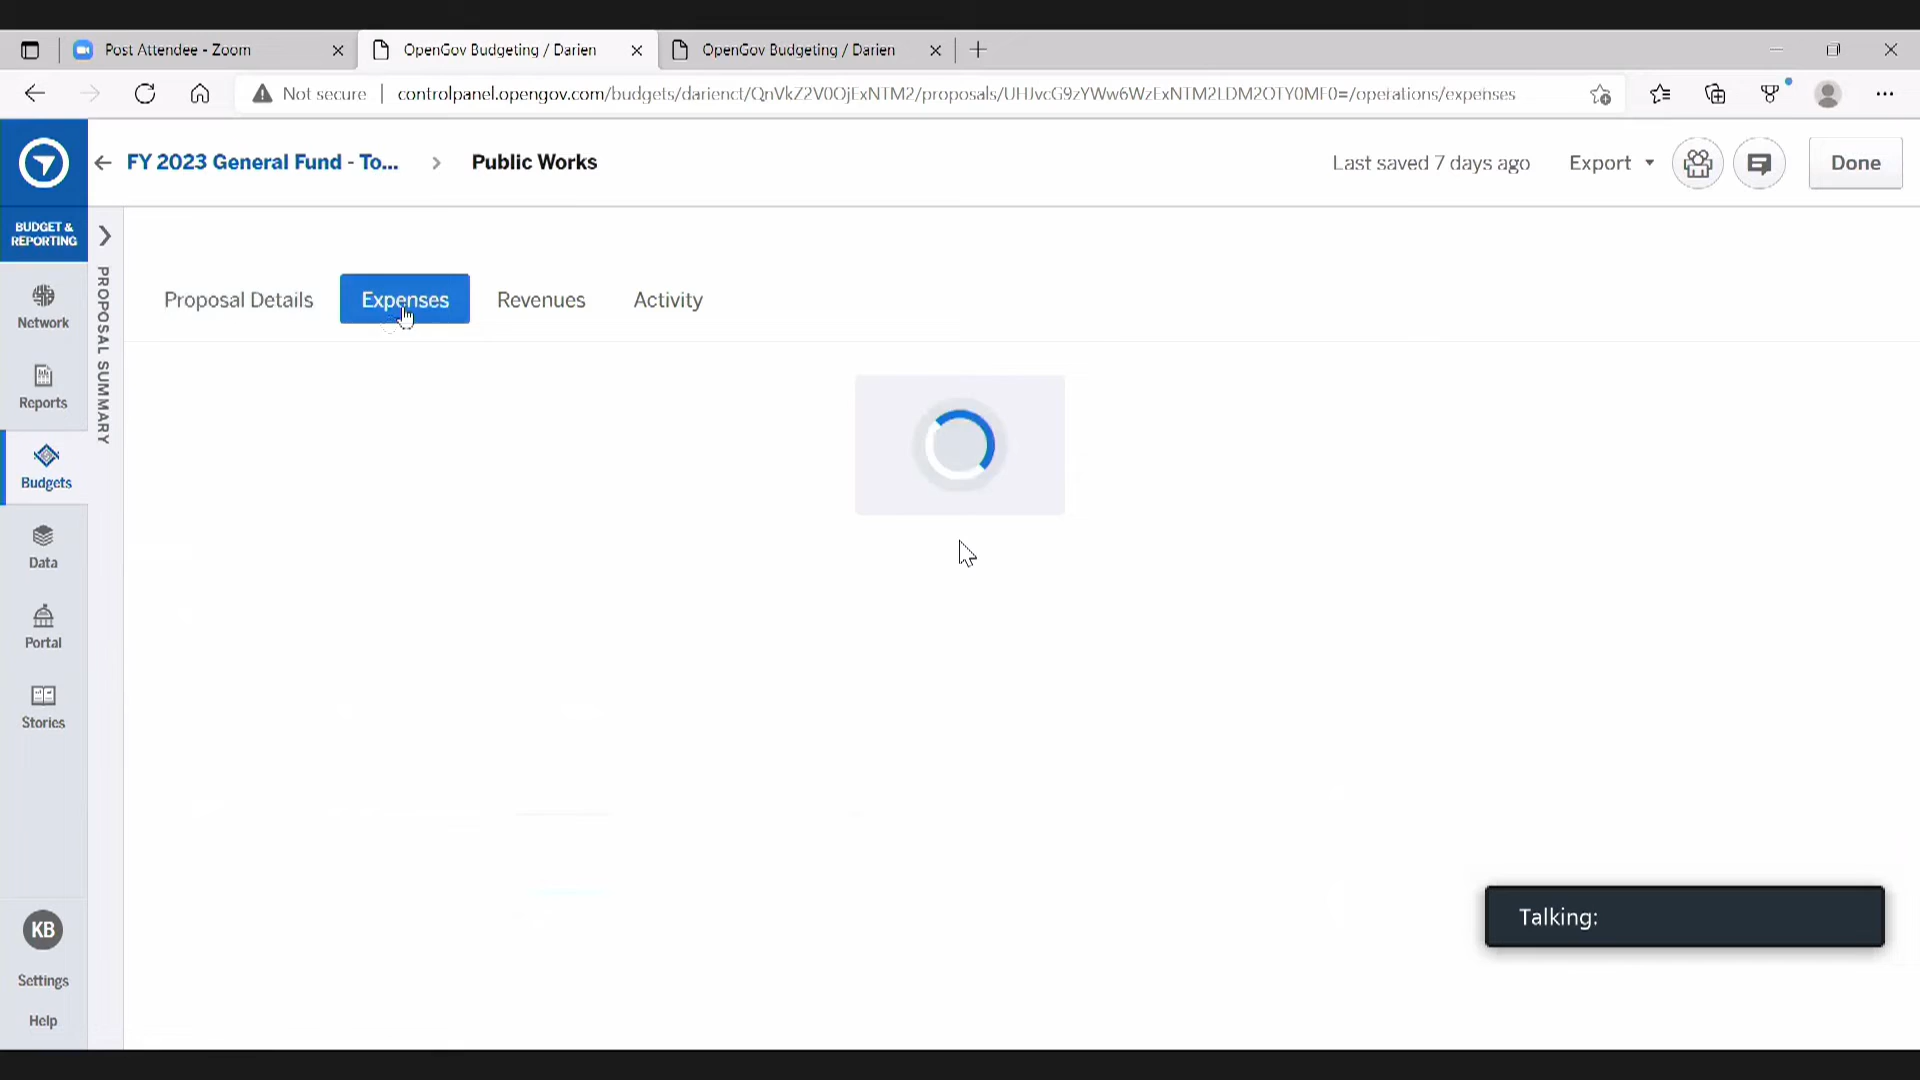 Post Attendee - Zoom
OpenGov Budgeting / Darien
OpenGov Budgeting / Darien
Not secure
controlpanel.opengov.com/budgets/darienct/QnVkZ2V0OjExNTM2/proposals/UHJvcG9zYWw6WzExNTM2LDM2OTY0MF0=/operations/expenses
FY 2023 General Fund - To...
Public Works
Last saved 7 days ago
Export
Done
BUDGET &
REPORTING
PROPOSAL SUMMARY
Proposal Details
Expenses
Revenues
Activity
Network
Reports
Budgets
Data
Portal
Stories
KB
Settings
Help
Talking: